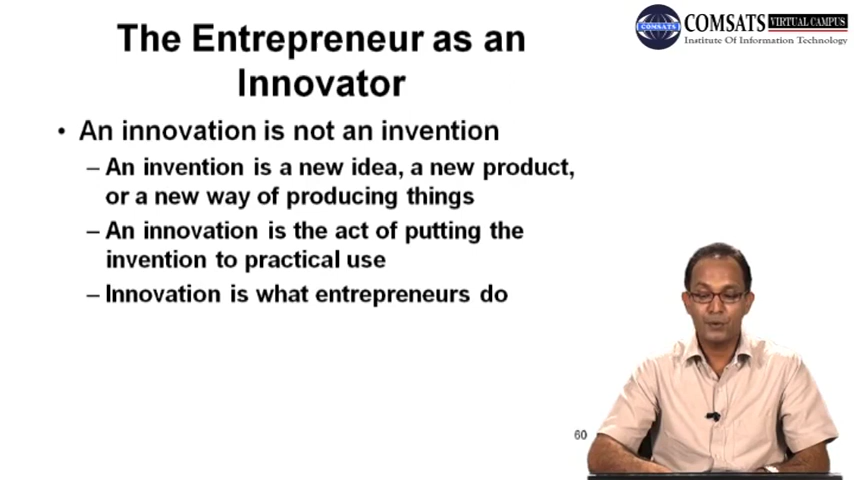 The Entrepreneur as an
Innovator
COMSATS
COMSATS VIRTUAL CAMPUS
Institute Of Information Technology
• An innovation is not an invention
– An invention is a new idea, a new product,
or a new way of producing things
– An innovation is the act of putting the
invention to practical use
– Innovation is what entrepreneurs do
60